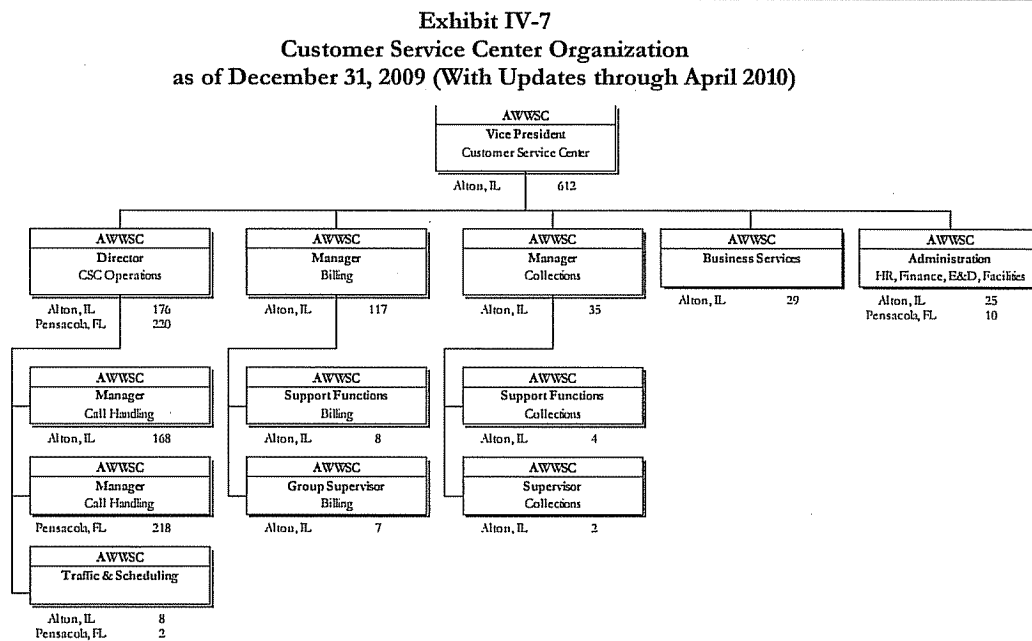 Exhibit IV-7
Customer Service Center Organization
as of December 31, 2009 (With Updates through April 2010)
AWWSC
Vice President
Customer Service Center
Alton, IL 612
AWWSC
Director
CSC Operations
Alton, IL 176
Pensacola, FL 220
AWWSC
Manager
Billing
Alton, IL 117
AWWSC
Manager
Collections
Alton, IL 35
AWWSC
Business Services
Alton, IL 29
AWWSC
Administration
HR, Finance, E&D, Facilities
Alton, IL 25
Pensacola, FL 10
AWWSC
Manager
Call Handling
Alton, IL 168
AWWSC
Support Functions
Billing
Alton, IL 8
AWWSC
Support Functions
Collections
Alton, IL 4
AWWSC
Manager
Call Handling
Pensacola, FL 218
AWWSC
Group Supervisor
Billing
Alton, IL 7
AWWSC
Supervisor
Collections
Alton, IL 2
AWWSC
Traffic & Scheduling
Alton, IL 8
Pensacola, FL 2